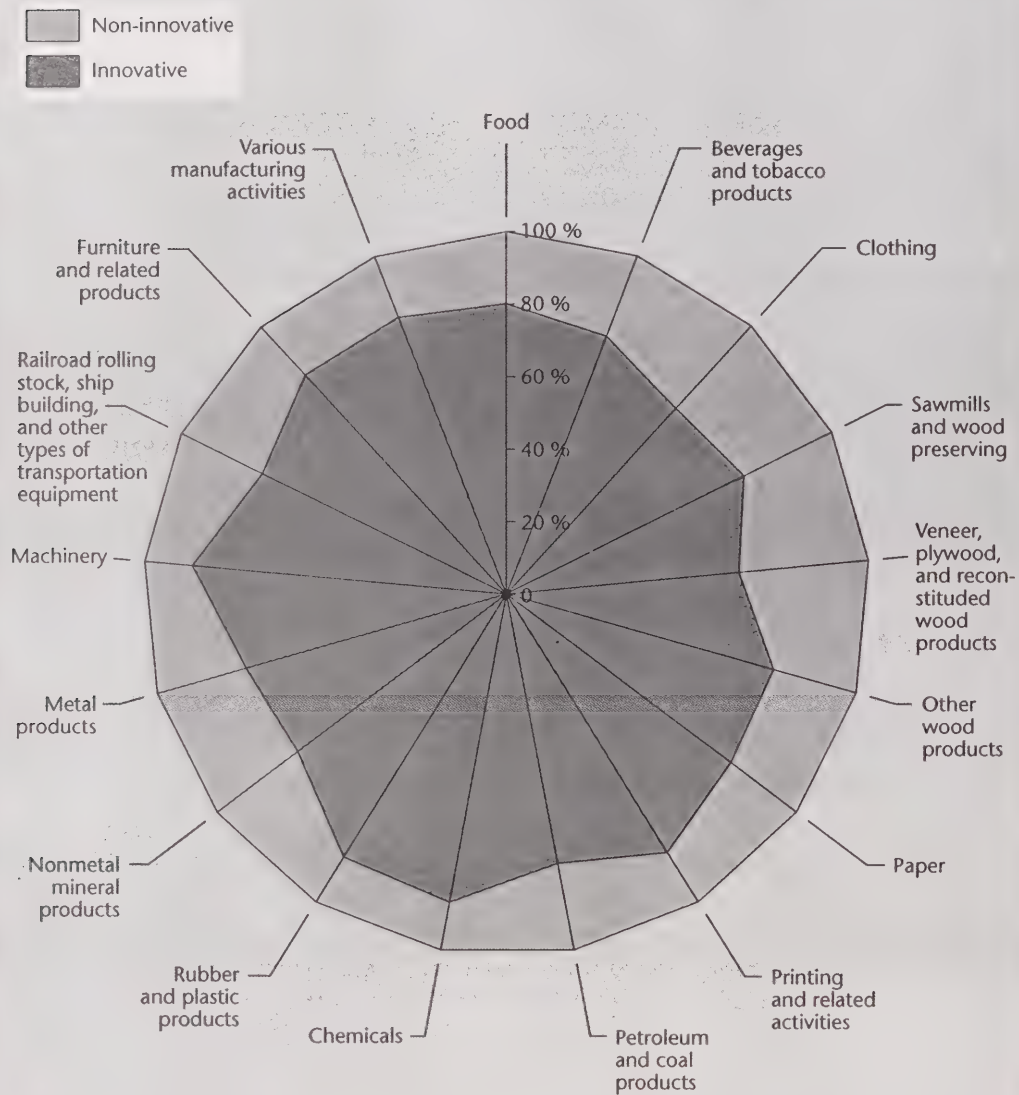 Non-innovative
Innovative
Food
Various
manufacturing
activities
Beverages
and tobacco
products
Furniture
and related
products
Clothing
100 %
80 %
60 %
40 %
20 %
0
Railroad rolling
stock, ship
building,
and other
types of
transportation
equipment
Sawmills
and wood
preserving
Machinery
Veneer,
plywood,
and recon-
stituded
wood
products
Metal
products
Other
wood
products
Nonmetal
mineral
products
Paper
Rubber
and plastic
products
Chemicals
Petroleum
and coal
products
Printing
and related
activities